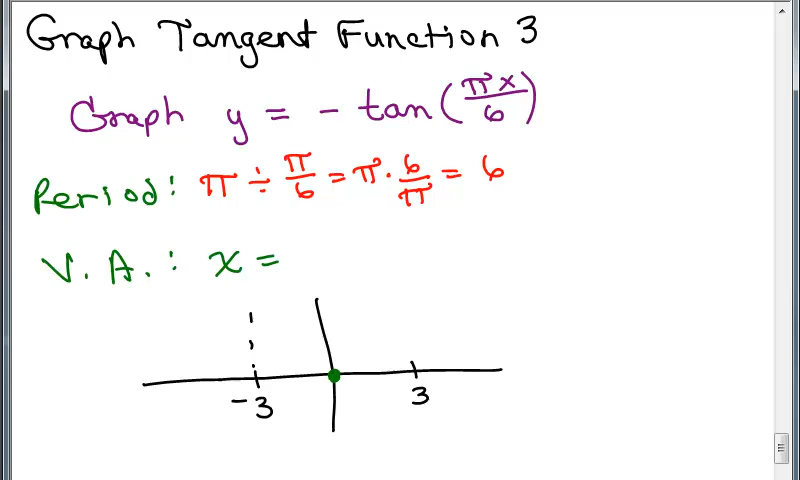 Graph Tangent Function 3
Graph y = - tan(πx/6)
Period: π ÷ π/6 = π · 6/π = 6
V. A. : x =
-3 3